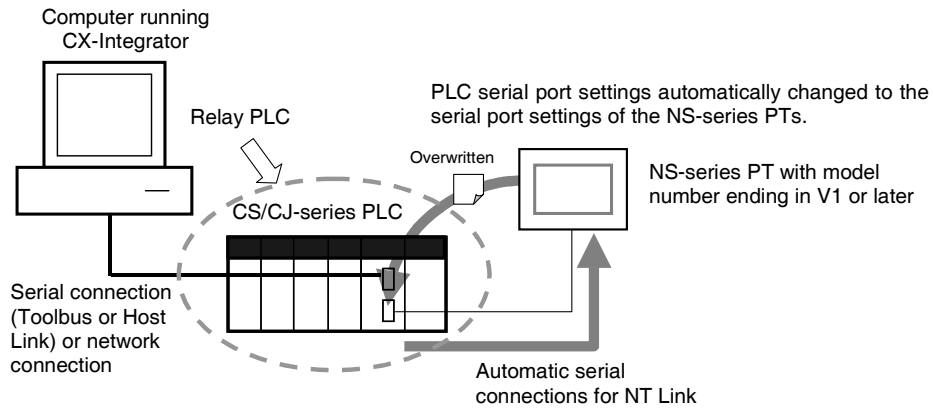 Computer running
CX-Integrator
PLC serial port settings automatically changed to the
serial port settings of the NS-series PTs.
Relay PLC
Overwritten
NS-series PT with model
number ending in V1 or later
CS/CJ-series PLC
Serial connection
(Toolbus or Host
Link) or network
connection
Automatic serial
connections for NT Link